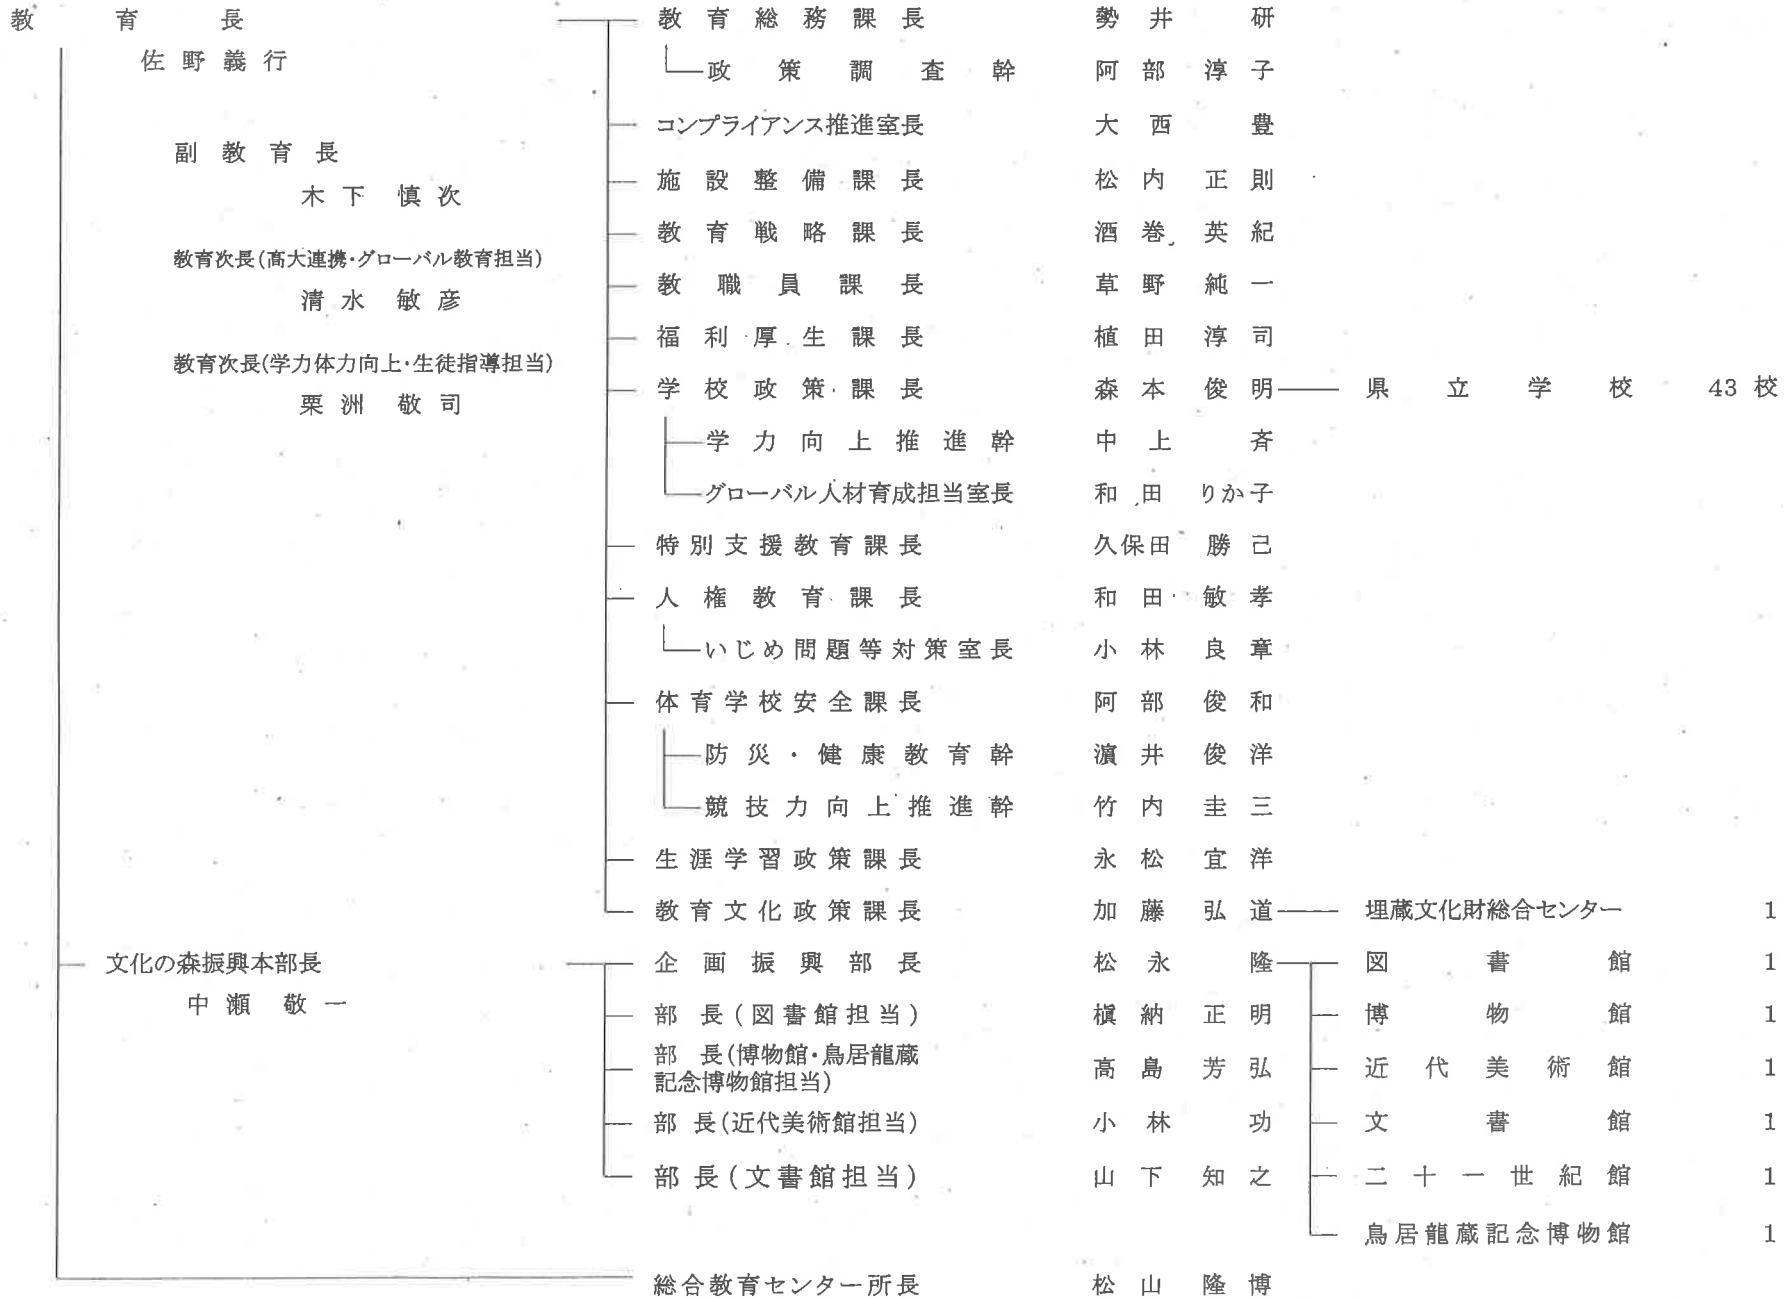 教育長
佐野義行
副教育長
木下慎次
教育次長(高大連携・グローバル教育担当)
清水敏彦
教育次長(学力体力向上・生徒指導担当)
栗洲敬司
教育総務課長 勢井研
政策調査幹 阿部淳子
コンプライアンス推進室長 大西豊
施設整備課長 松内正則
教育戦略課長 酒巻英紀
教職員課長 草野純一
福利厚生課長 植田淳司
学校政策課長 森本俊明 県立学校 43校
学力向上推進幹 中上斉
グローバル人材育成担当室長 和田りか子
特別支援教育課長 久保田勝己
人権教育課長 和田敏孝
いじめ問題等対策室長 小林良章
体育学校安全課長 阿部俊和
防災・健康教育幹 濵井俊洋
競技力向上推進幹 竹内圭三
生涯学習政策課長 永松宜洋
教育文化政策課長 加藤弘道 埋蔵文化財総合センター 1
文化の森振興本部長
中瀬敬一
企画振興部長 松永隆 図書館 1
部長(図書館担当) 槇納正明 博物館 1
部長(博物館・鳥居龍蔵
記念博物館担当) 高島芳弘 近代美術館 1
部長(近代美術館担当) 小林功 文書館 1
部長(文書館担当) 山下知之 二十一世紀館 1
鳥居龍蔵記念博物館 1
総合教育センター所長 松山隆博